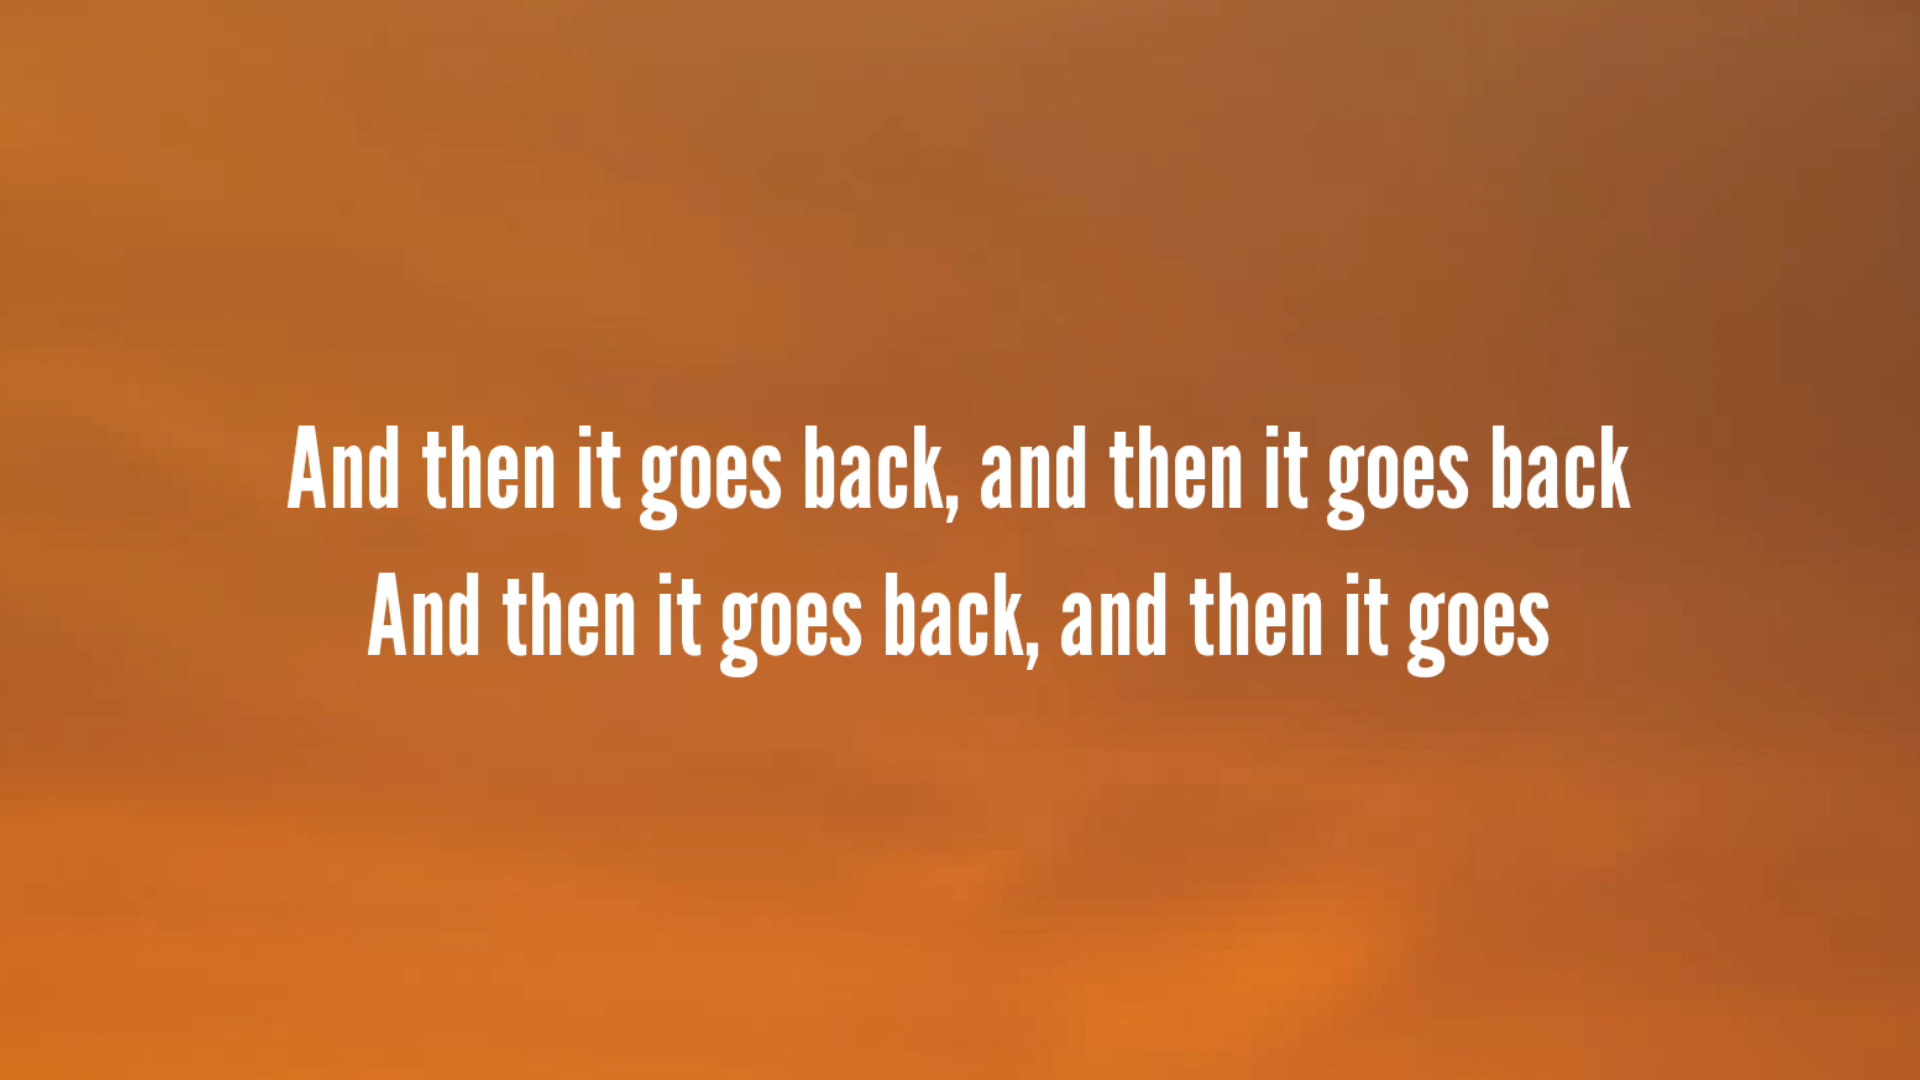 And then it goes back, and then it goes back
And then it goes back, and then it goes